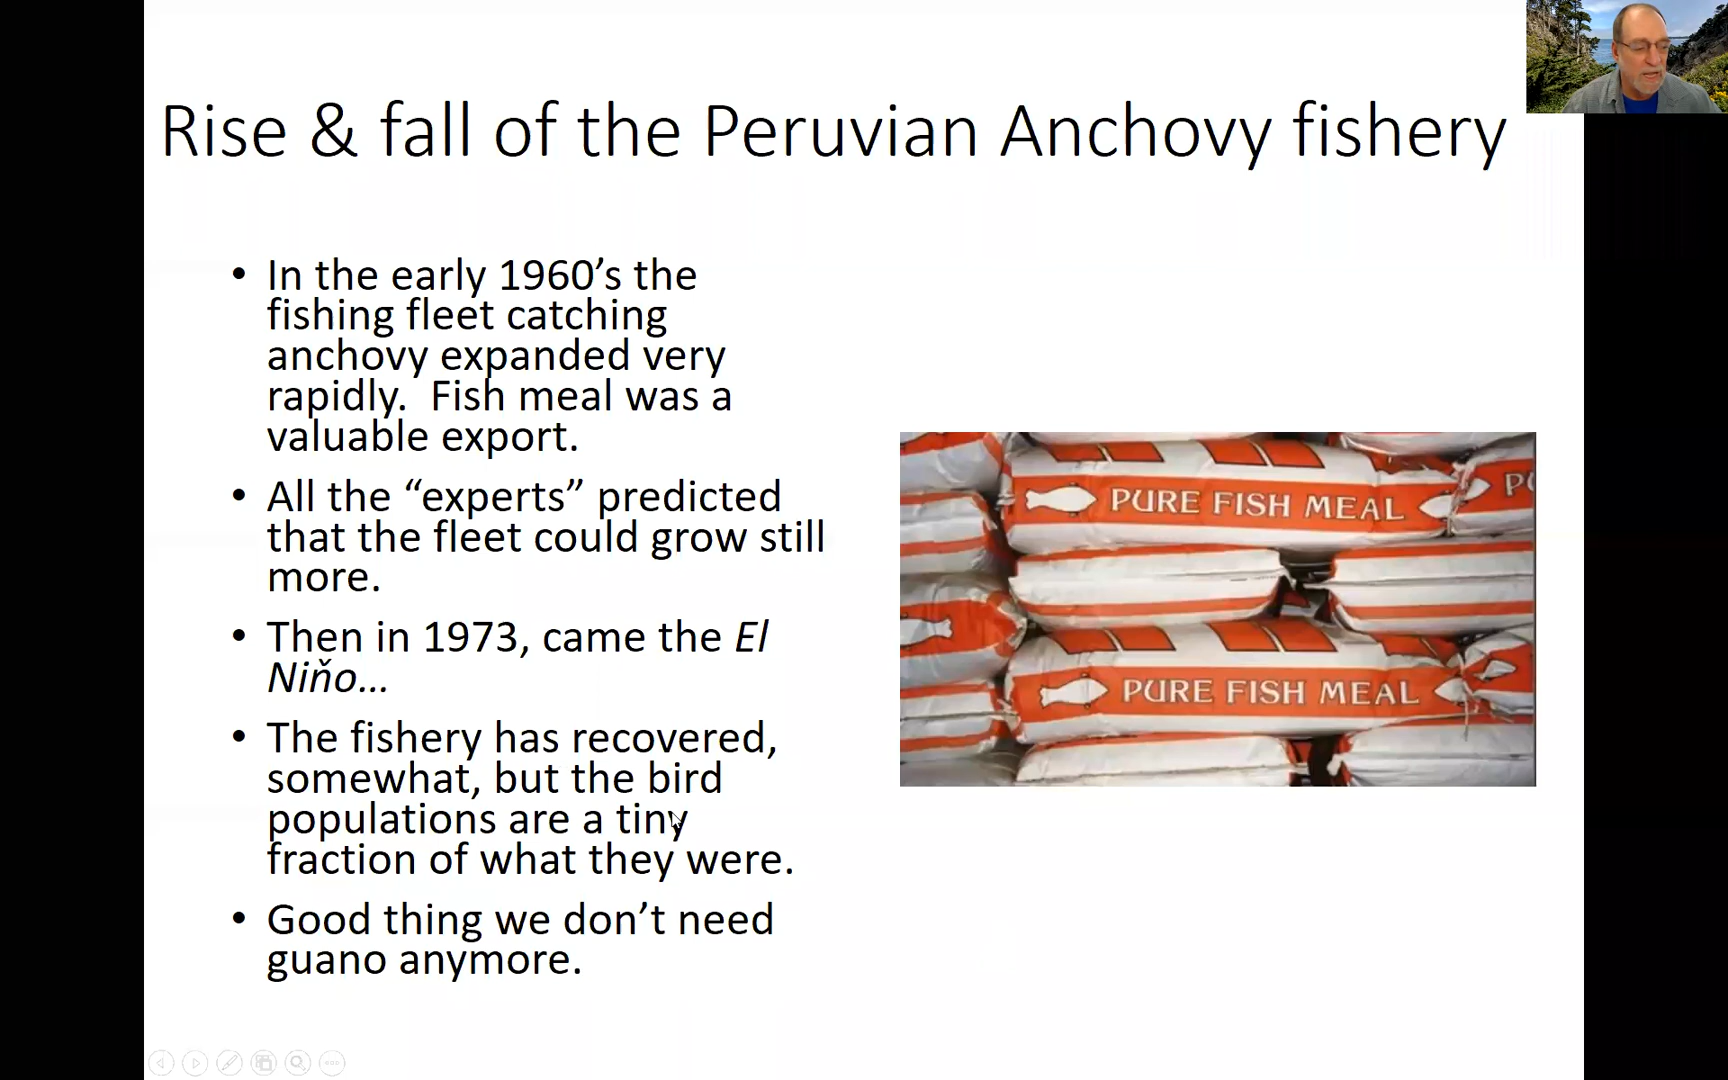 Rise & fall of the Peruvian Anchovy fishery
• In the early 1960’s the
fishing fleet catching
anchovy expanded very
rapidly.  Fish meal was a
valuable export.
• All the “experts” predicted
that the fleet could grow still
more.
• Then in 1973, came the El
Niňo…
• The fishery has recovered,
somewhat, but the bird
populations are a tiny
fraction of what they were.
• Good thing we don’t need
guano anymore.
PURE FISH MEAL
PURE FISH MEAL